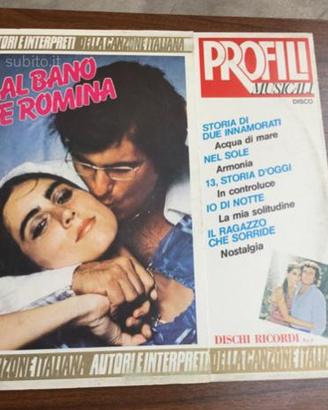 AUTORI E INTERPRETI DELLA CANZONE ITALIANA
subito.it
AL BANO
E ROMINA
PROFILI
MUSICALI
DISCO
STORIA DI
DUE INNAMORATI
Acqua di mare
NEL SOLE
Armonia
13, STORIA D'OGGI
In controluce
IO DI NOTTE
La mia solitudine
IL RAGAZZO
CHE SORRIDE
Nostalgia
DISCHI RICORDI
CANZONE ITALIANA AUTORI E INTERPRETI DELLA CANZONE ITALIANA